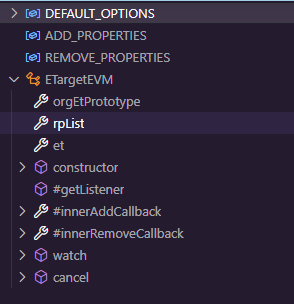 DEFAULT_OPTIONS
ADD_PROPERTIES
REMOVE_PROPERTIES
ETargetEVM
orgEtPrototype
rpList
et
constructor
#getListener
#innerAddCallback
#innerRemoveCallback
watch
cancel